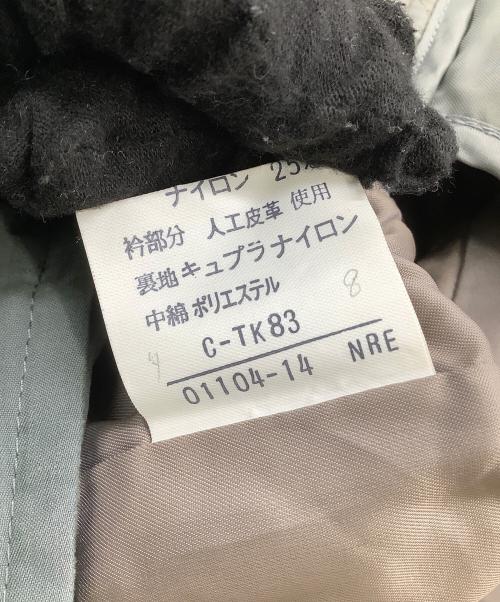 ナイロン 25%
衿部分 人工皮革 使用
裏地 キュプラ ナイロン
中綿 ポリエステル
8
C-TK83
y
01104-14 NRE